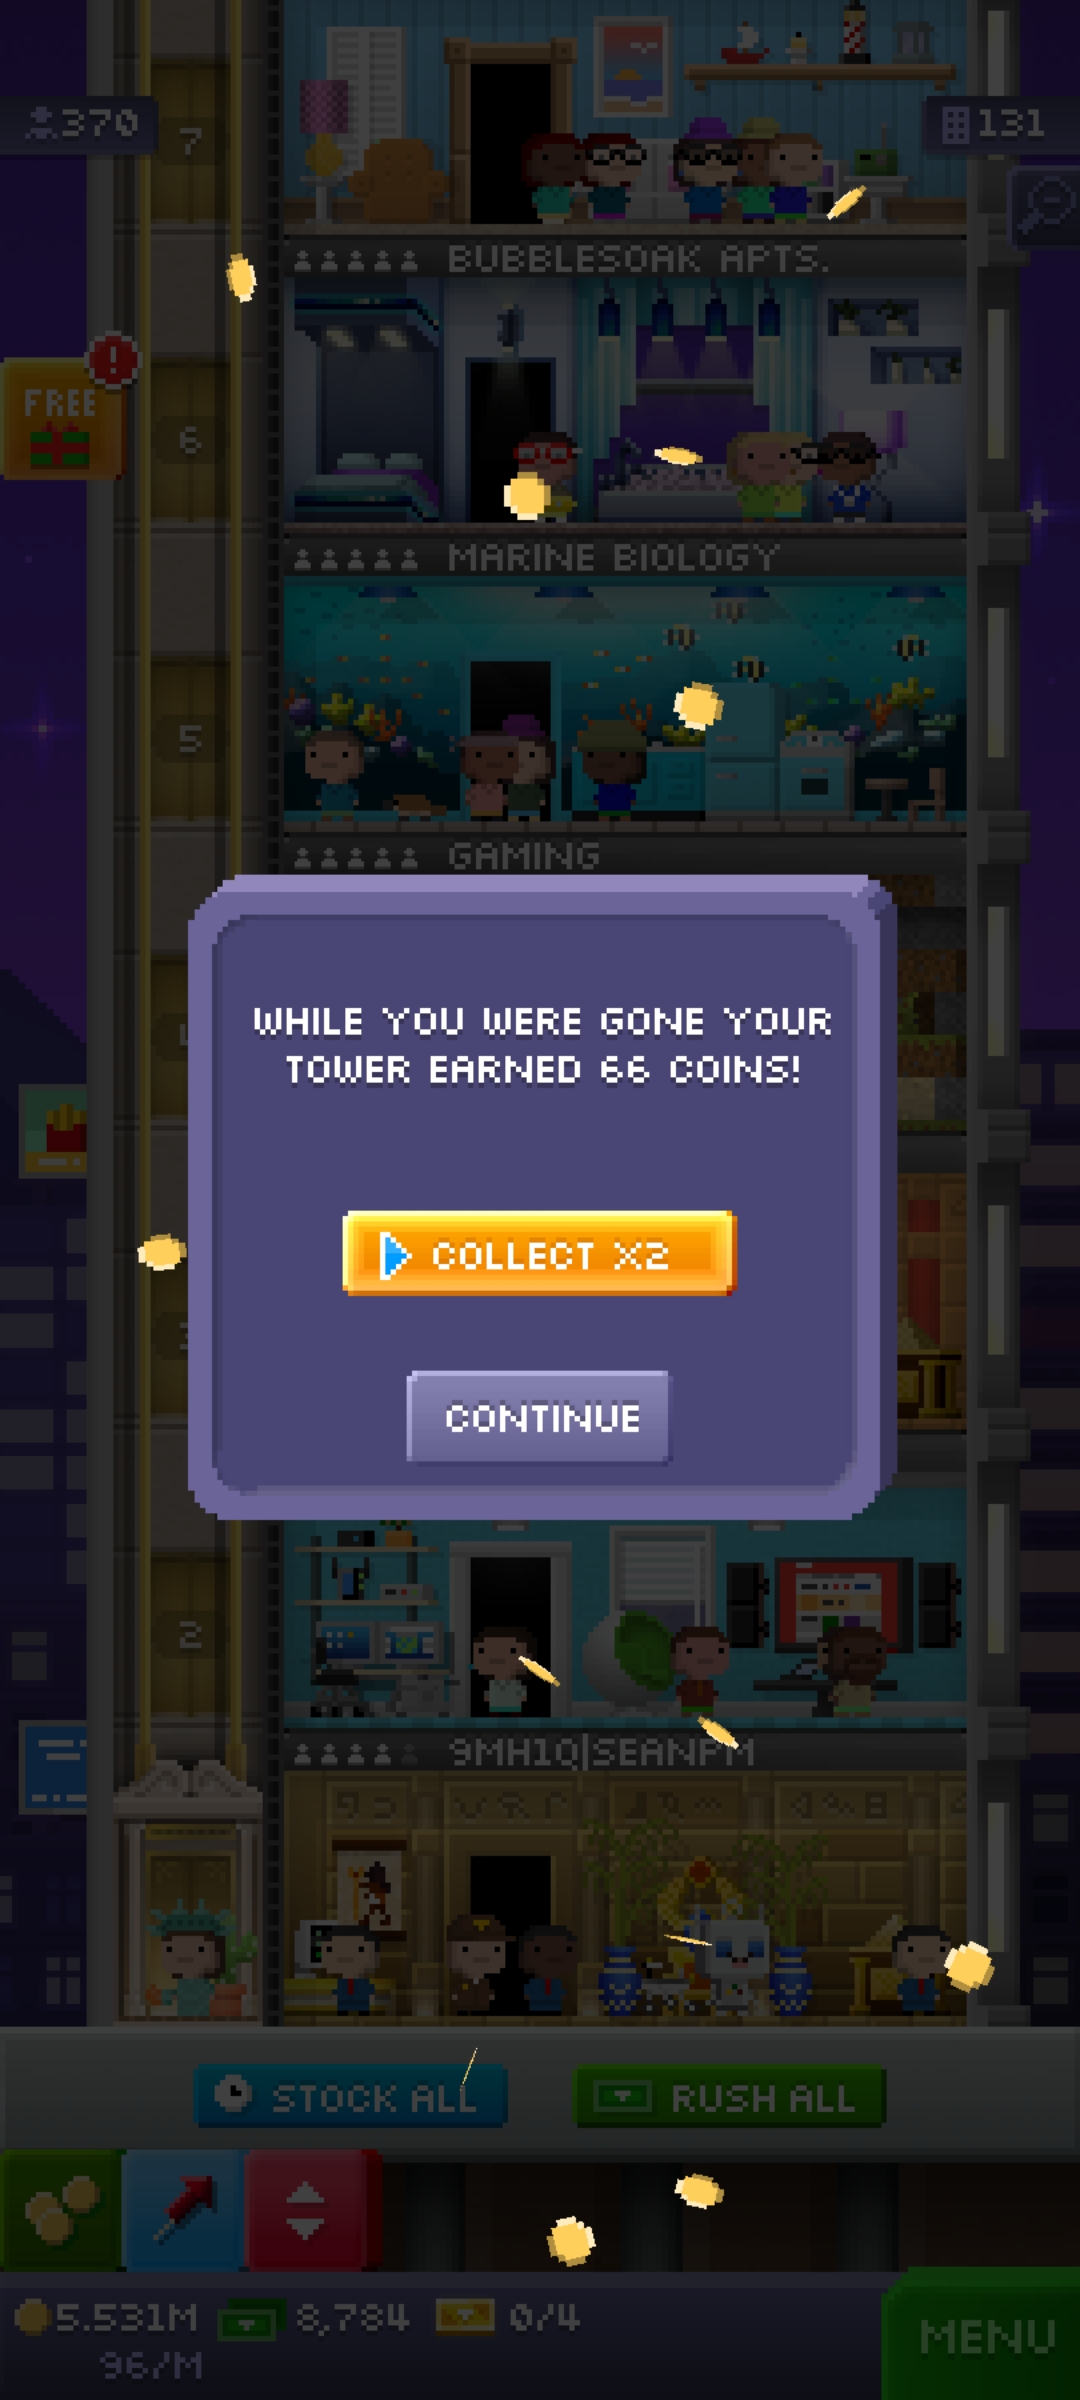 7
370
131
BUBBLESOAK APTS.
FREE
!
6
MARINE BIOLOGY
5
GAMING
WHILE YOU WERE GONE YOUR
TOWER EARNED 66 COINS!
COLLECT X2
CONTINUE
2
9MH1Q|SEANPM
STOCK ALL
RUSH ALL
5.531M
8,784
0/4
96/M
MENU